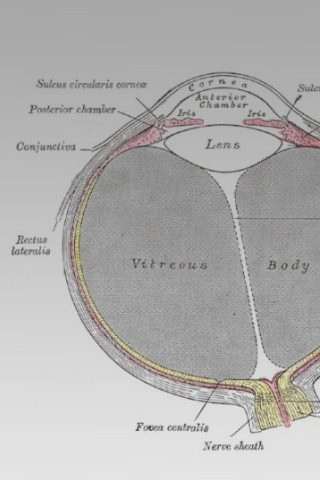 Sulcus circularis corneæ
Cornea
Anterior
Chamber
Posterior chamber
Iris
Iris
Conjunctiva
Lens
Rectus
lateralis
Vitreous Body
Fovea centralis
Nerve sheath